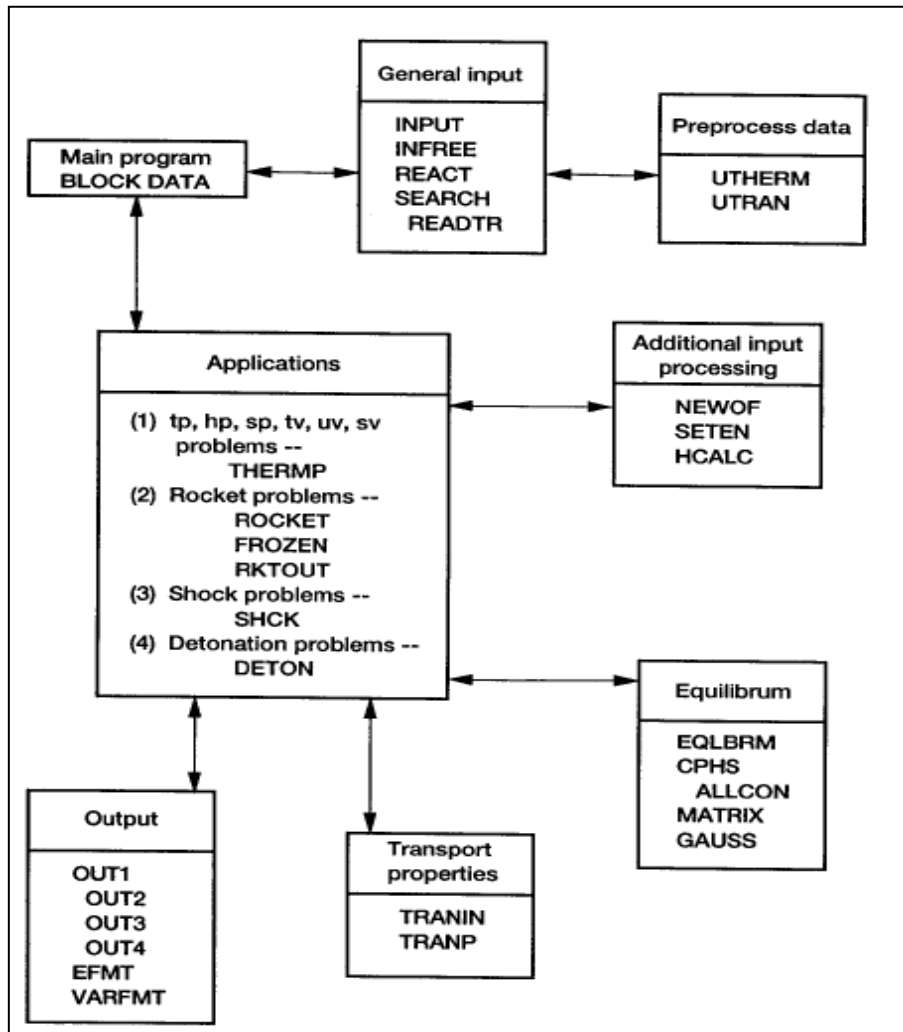 General input
INPUT
INFREE
REACT
SEARCH
READTR
Preprocess data
UTHERM
UTRAN
Main program
BLOCK DATA
Applications
(1) tp, hp, sp, tv, uv, sv
problems --
THERMP
(2) Rocket problems --
ROCKET
FROZEN
RKTOUT
(3) Shock problems --
SHCK
(4) Detonation problems --
DETON
Additional input
processing
NEWOF
SETEN
HCALC
Equilibrum
EQLBRM
CPHS
ALLCON
MATRIX
GAUSS
Output
OUT1
OUT2
OUT3
OUT4
EFMT
VARFMT
Transport
properties
TRANIN
TRANP